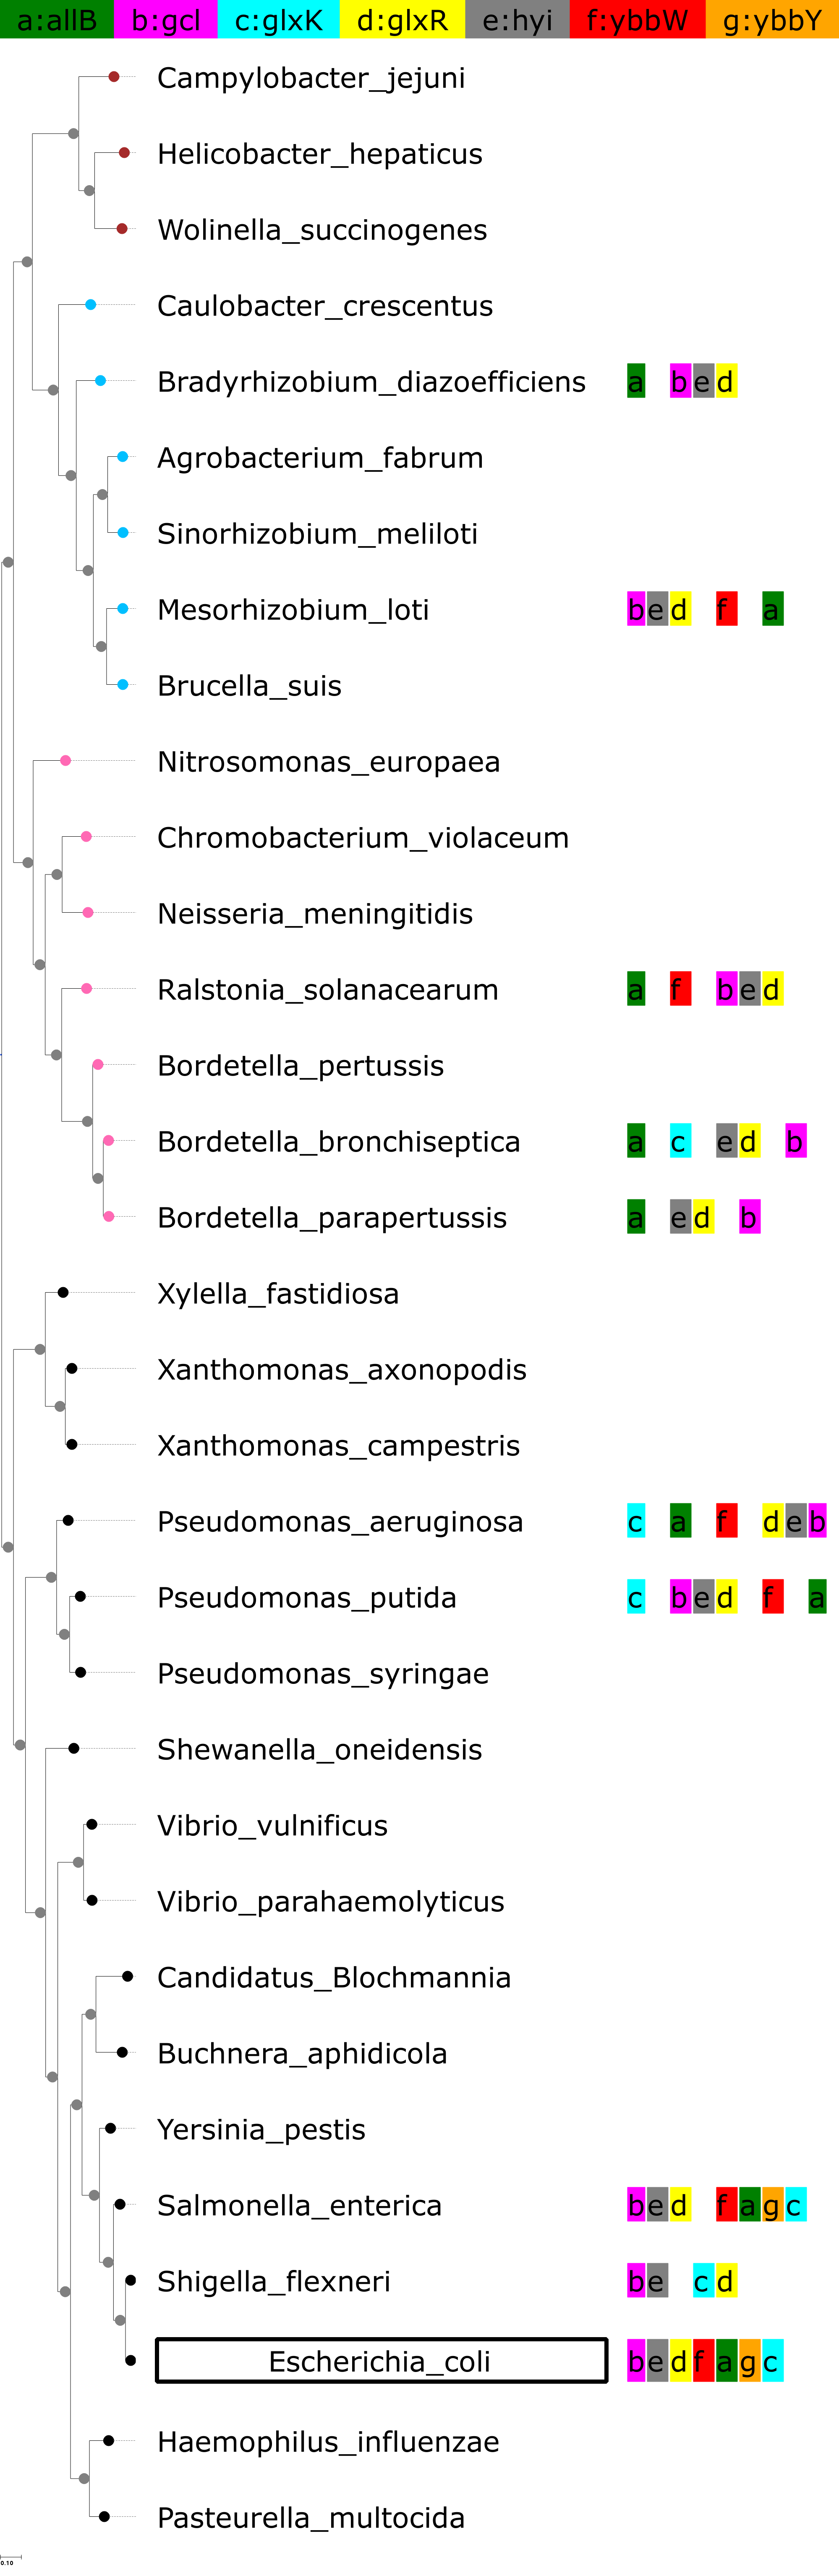 a:allB b:gcl c:glxK d:glxR e:hyi f:ybbW g:ybbY
Campylobacter_jejuni
Helicobacter_hepaticus
Wolinella_succinogenes
Caulobacter_crescentus
Bradyrhizobium_diazoefficiens a bed
Agrobacterium_fabrum
Sinorhizobium_meliloti
Mesorhizobium_loti bed f a
Brucella_suis
Nitrosomonas_europaea
Chromobacterium_violaceum
Neisseria_meningitidis
Ralstonia_solanacearum a f bed
Bordetella_pertussis
Bordetella_bronchiseptica a c ed b
Bordetella_parapertussis a ed b
Xylella_fastidiosa
Xanthomonas_axonopodis
Xanthomonas_campestris
Pseudomonas_aeruginosa c a f deb
Pseudomonas_putida c bed f a
Pseudomonas_syringae
Shewanella_oneidensis
Vibrio_vulnificus
Vibrio_parahaemolyticus
Candidatus_Blochmannia
Buchnera_aphidicola
Yersinia_pestis
Salmonella_enterica bed fagc
Shigella_flexneri be cd
Escherichia_coli bedfagc
Haemophilus_influenzae
Pasteurella_multocida
0.10